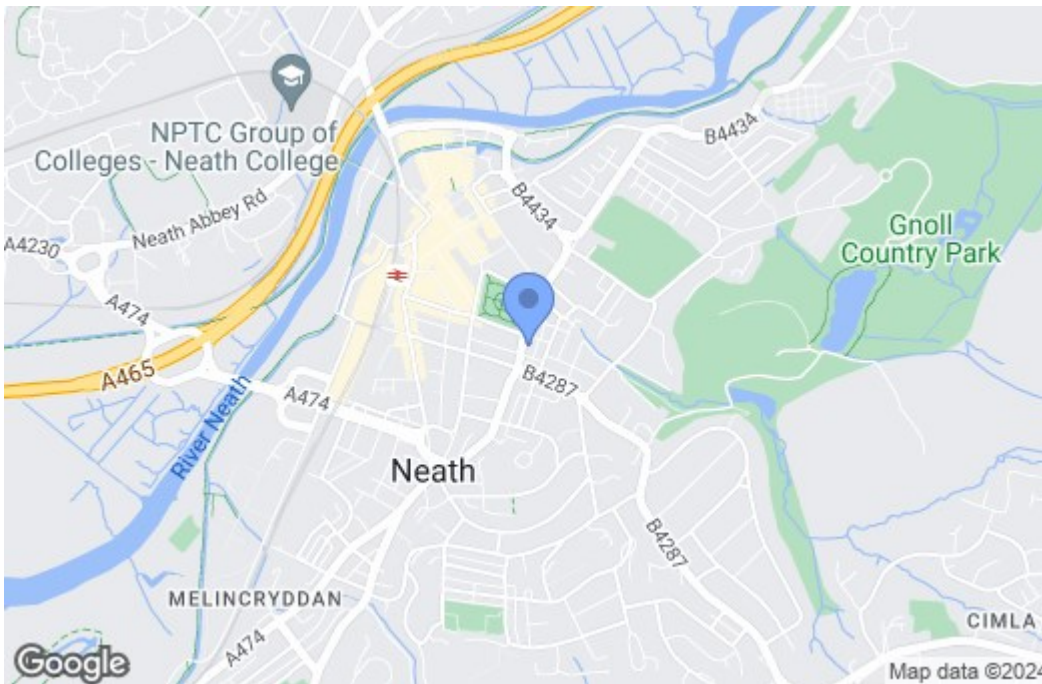 NPTC Group of
Colleges - Neath College
B4434
B4434
Neath Abbey Rd
A4230
Gnoll
Country Park
A474
A465
A474
B4287
River Neath
Neath
B4287
MELINCRYDDAN
CIMLA
A474
Google
Map data ©2024